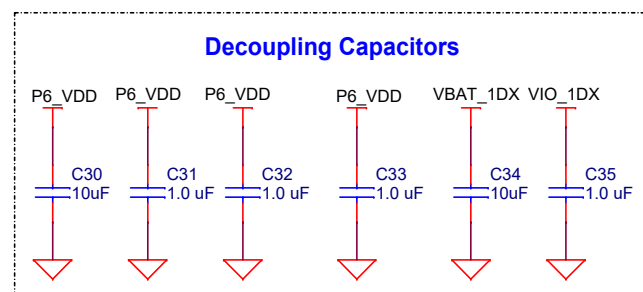 Decoupling Capacitors
P6_VDD P6_VDD P6_VDD P6_VDD VBAT_1DX VIO_1DX
C30 C31 C32 C33 C34 C35
10uF 1.0 uF 1.0 uF 1.0 uF 10uF 1.0 uF